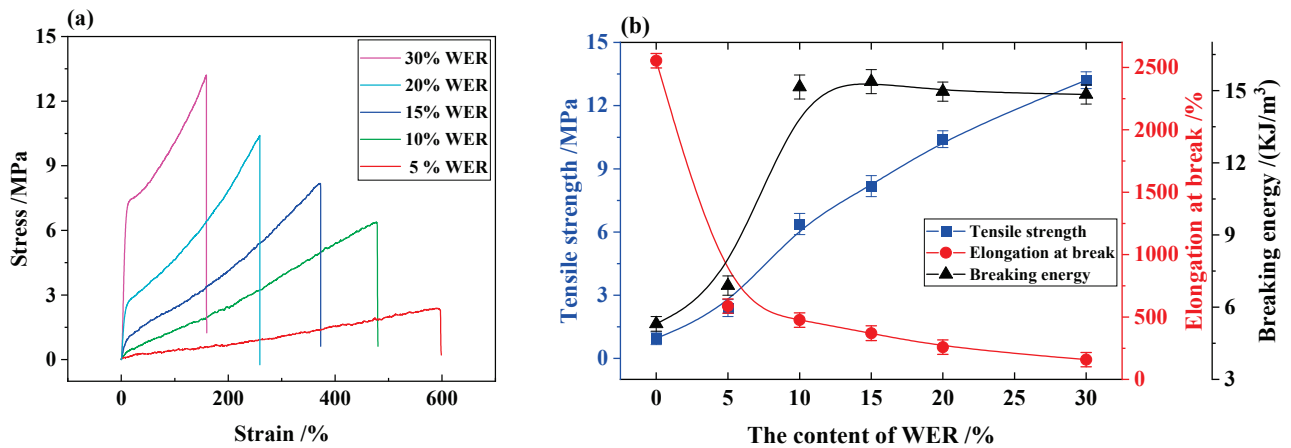 (a)
15
12
9
6
3
0
Stress /MPa
0
200
400
600
Strain /%
30% WER
20% WER
15% WER
10% WER
5 % WER
(b)
15
12
9
6
3
0
Tensile strength /MPa
0
5
10
15
20
25
30
The content of WER /%
Tensile strength
Elongation at break
Breaking energy
2500
2000
1500
1000
500
0
Elongation at break /%
15
12
9
6
3
Breaking energy /(KJ/m³)